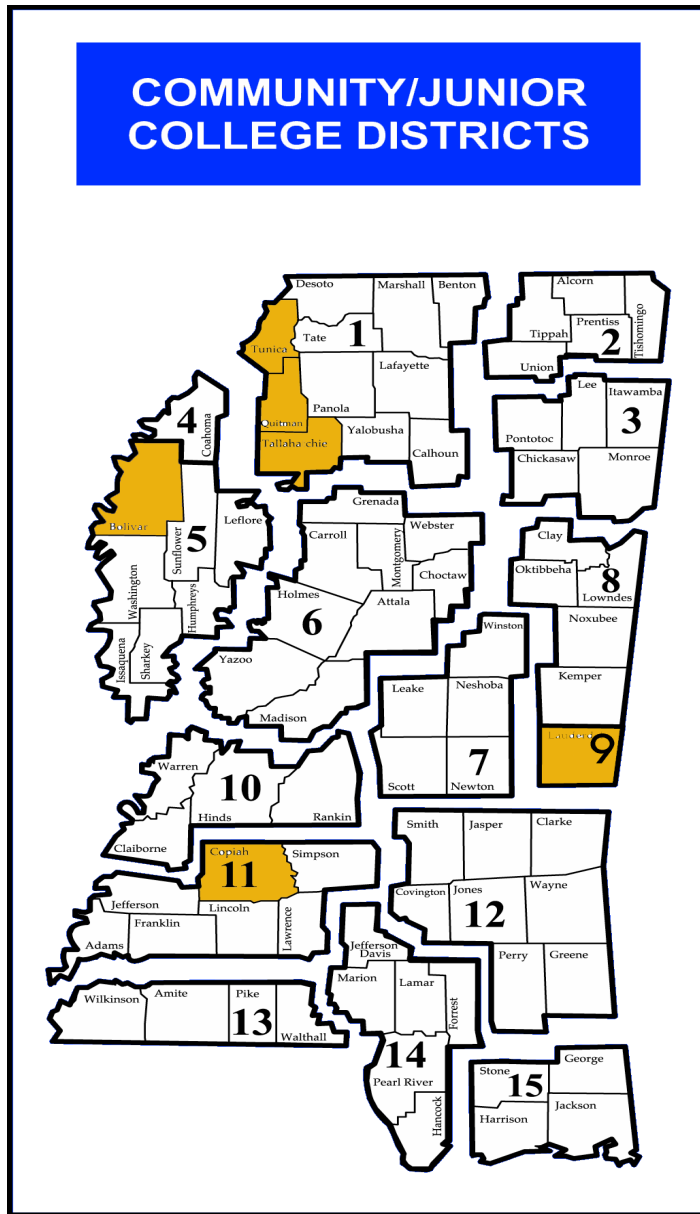 COMMUNITY/JUNIOR
COLLEGE DISTRICTS
Desoto
Marshall
Benton
Tunica
Tate
1
Lafayette
Panola
Quitman
Tallaha chie
Yalobusha
Calhoun
Alcorn
Tippah
Prentiss
2
Tishomingo
Union
Lee
Itawamba
3
Pontotoc
Chickasaw
Monroe
4
Coahoma
Bolivar
5
Sunflower
Leflore
Washington
Humphreys
Issaquena
Sharkey
Grenada
Carroll
Webster
Montgomery
Choctaw
Holmes
Attala
6
Yazoo
Madison
Clay
Oktibbeha
8
Lowndes
Noxubee
Kemper
9
Winston
Leake
Neshoba
Scott
7
Newton
Warren
10
Hinds
Rankin
Claiborne
Copiah
Simpson
11
Jefferson
Lincoln
Franklin
Lawrence
Adams
Smith
Jasper
Clarke
Covington
Jones
Wayne
12
Perry
Greene
Wilkinson
Amite
Pike
13
Walthall
Jefferson
Davis
Marion
Lamar
Forrest
14
Pearl River
Hancock
Stone
George
15
Harrison
Jackson